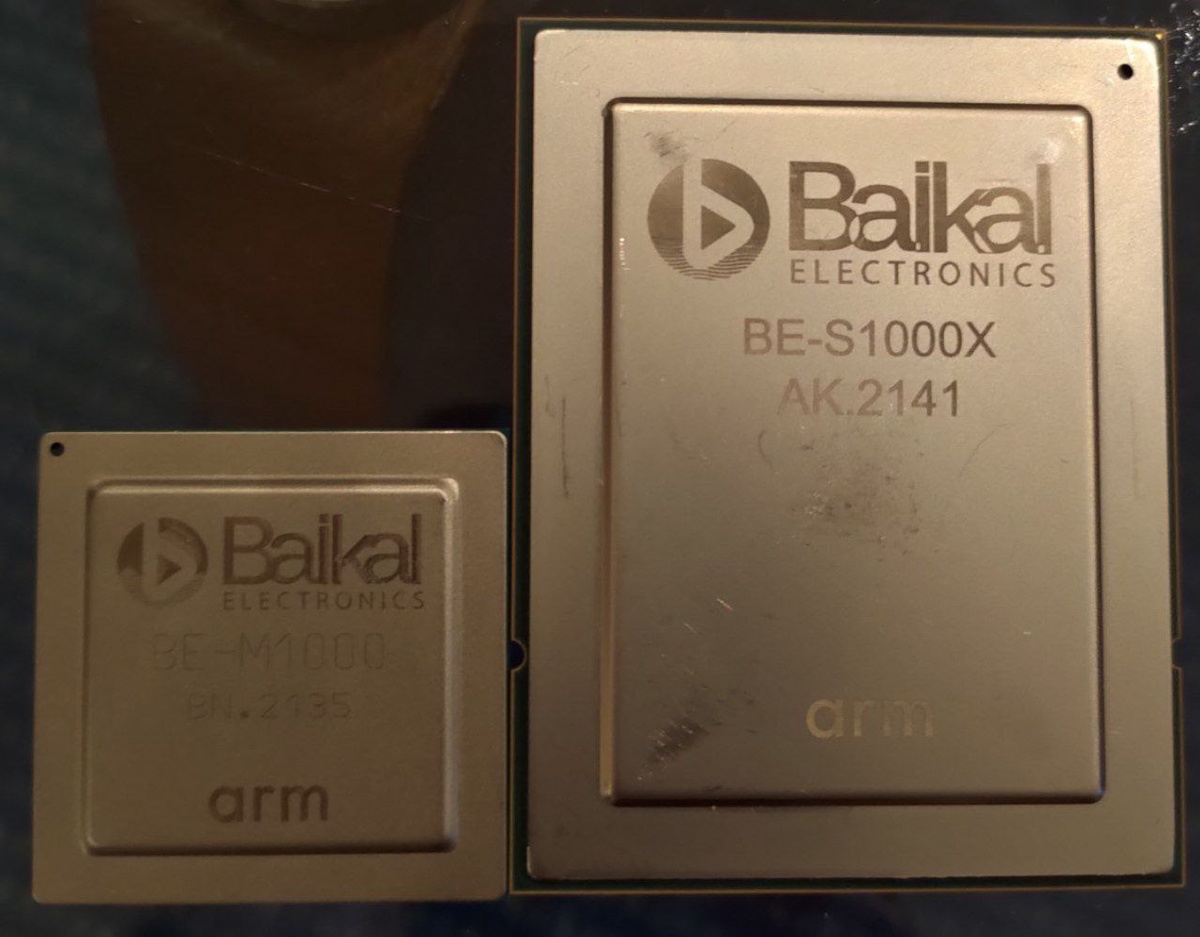 Baikal
ELECTRONICS
BE-M1000
BN.2135
arm
Baikal
ELECTRONICS
BE-S1000X
AK.2141
arm